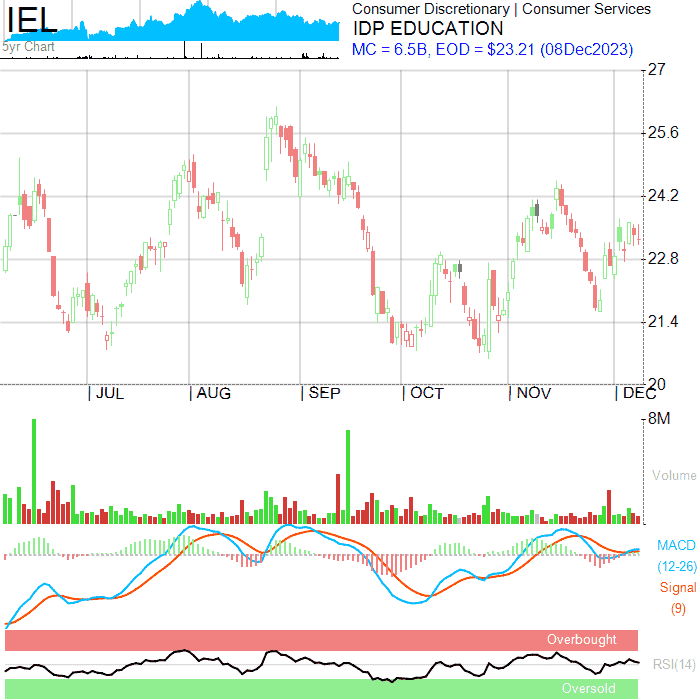 IEL
5yr Chart
Consumer Discretionary | Consumer Services
IDP EDUCATION
MC = 6.5B, EOD = $23.21 (08Dec2023)
27
25.6
24.2
22.8
21.4
20
| JUL
| AUG
| SEP
| OCT
| NOV
| DEC
8M
Volume
MACD
(12-26)
Signal
(9)
Overbought
RSI(14)
Oversold